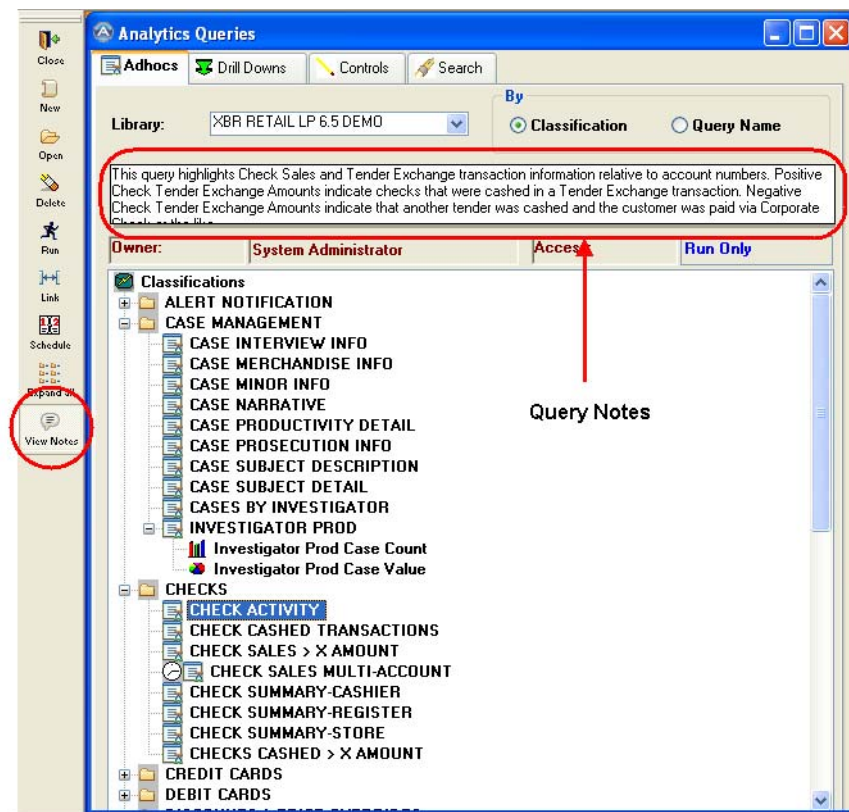 Analytics Queries
Close
New
Open
Delete
Run
Link
Schedule
Expand all
View Notes
Adhocs
Drill Downs
Controls
Search
Library:
XBR RETAIL LP 6.5 DEMO
By
Classification
Query Name
This query highlights Check Sales and Tender Exchange transaction information relative to account numbers. Positive
Check Tender Exchange Amounts indicate checks that were cashed in a Tender Exchange transaction. Negative
Check Tender Exchange Amounts indicate that another tender was cashed and the customer was paid via Corporate
Check or the like
Owner:
System Administrator
Access:
Run Only
Query Notes
Classifications
ALERT NOTIFICATION
CASE MANAGEMENT
CASE INTERVIEW INFO
CASE MERCHANDISE INFO
CASE MINOR INFO
CASE NARRATIVE
CASE PRODUCTIVITY DETAIL
CASE PROSECUTION INFO
CASE SUBJECT DESCRIPTION
CASE SUBJECT DETAIL
CASES BY INVESTIGATOR
INVESTIGATOR PROD
Investigator Prod Case Count
Investigator Prod Case Value
CHECKS
CHECK ACTIVITY
CHECK CASHED TRANSACTIONS
CHECK SALES > X AMOUNT
CHECK SALES MULTI-ACCOUNT
CHECK SUMMARY-CASHIER
CHECK SUMMARY-REGISTER
CHECK SUMMARY-STORE
CHECKS CASHED > X AMOUNT
CREDIT CARDS
DEBIT CARDS